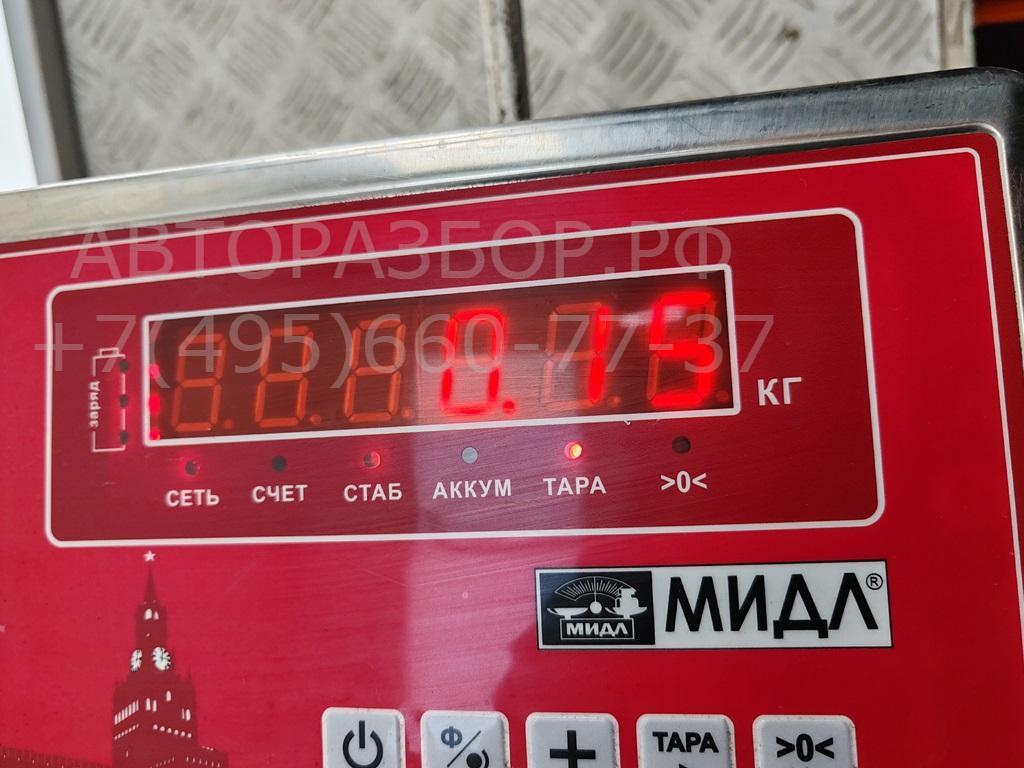 АВТОРАЗБОР.РФ
+7(495)660-77-37
0.15
заряд
КГ
СЕТЬ СЧЕТ СТАБ АККУМ ТАРА >0<
МИДЛ МИДЛ®
Ф + ТАРА >0<